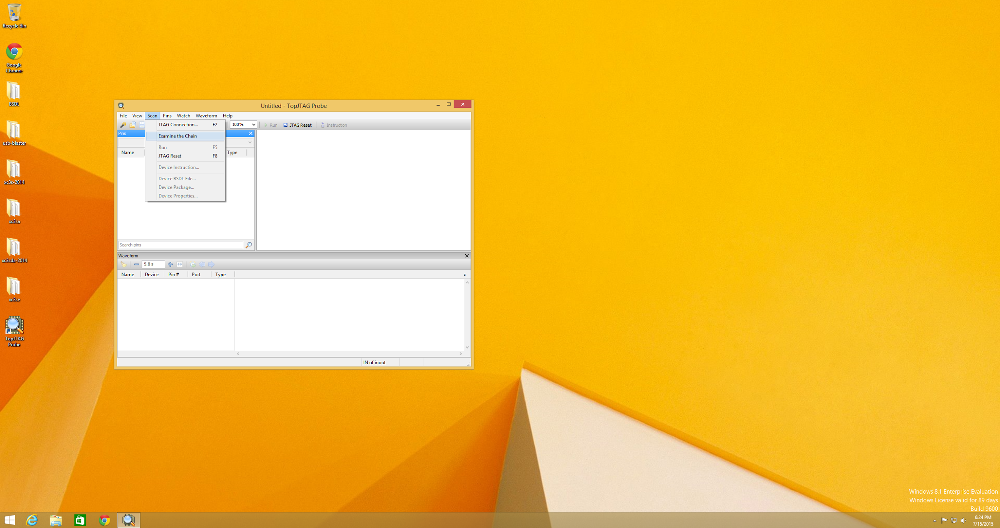 Recycle Bin
Google
Chrome
BSDL
usb-blaster
xc3s-2014
xc3sa
xc3sda-2014
xc3se
TopJTAG
Probe
Untitled - TopJTAG Probe
File View Scan Pins Watch Waveform Help
100% Run JTAG Reset Instruction
JTAG Connection... F2
Examine the Chain
Run F5
JTAG Reset F8
Device Instruction...
Device BSDL File...
Device Package...
Device Properties...
Pins
Name Type
Search pins
Waveform
5.8 s
Name Device Pin # Port Type s
IN of inout
Windows 8.1 Enterprise Evaluation
Windows License valid for 89 days
Build 9600
6:24 PM
7/15/2015